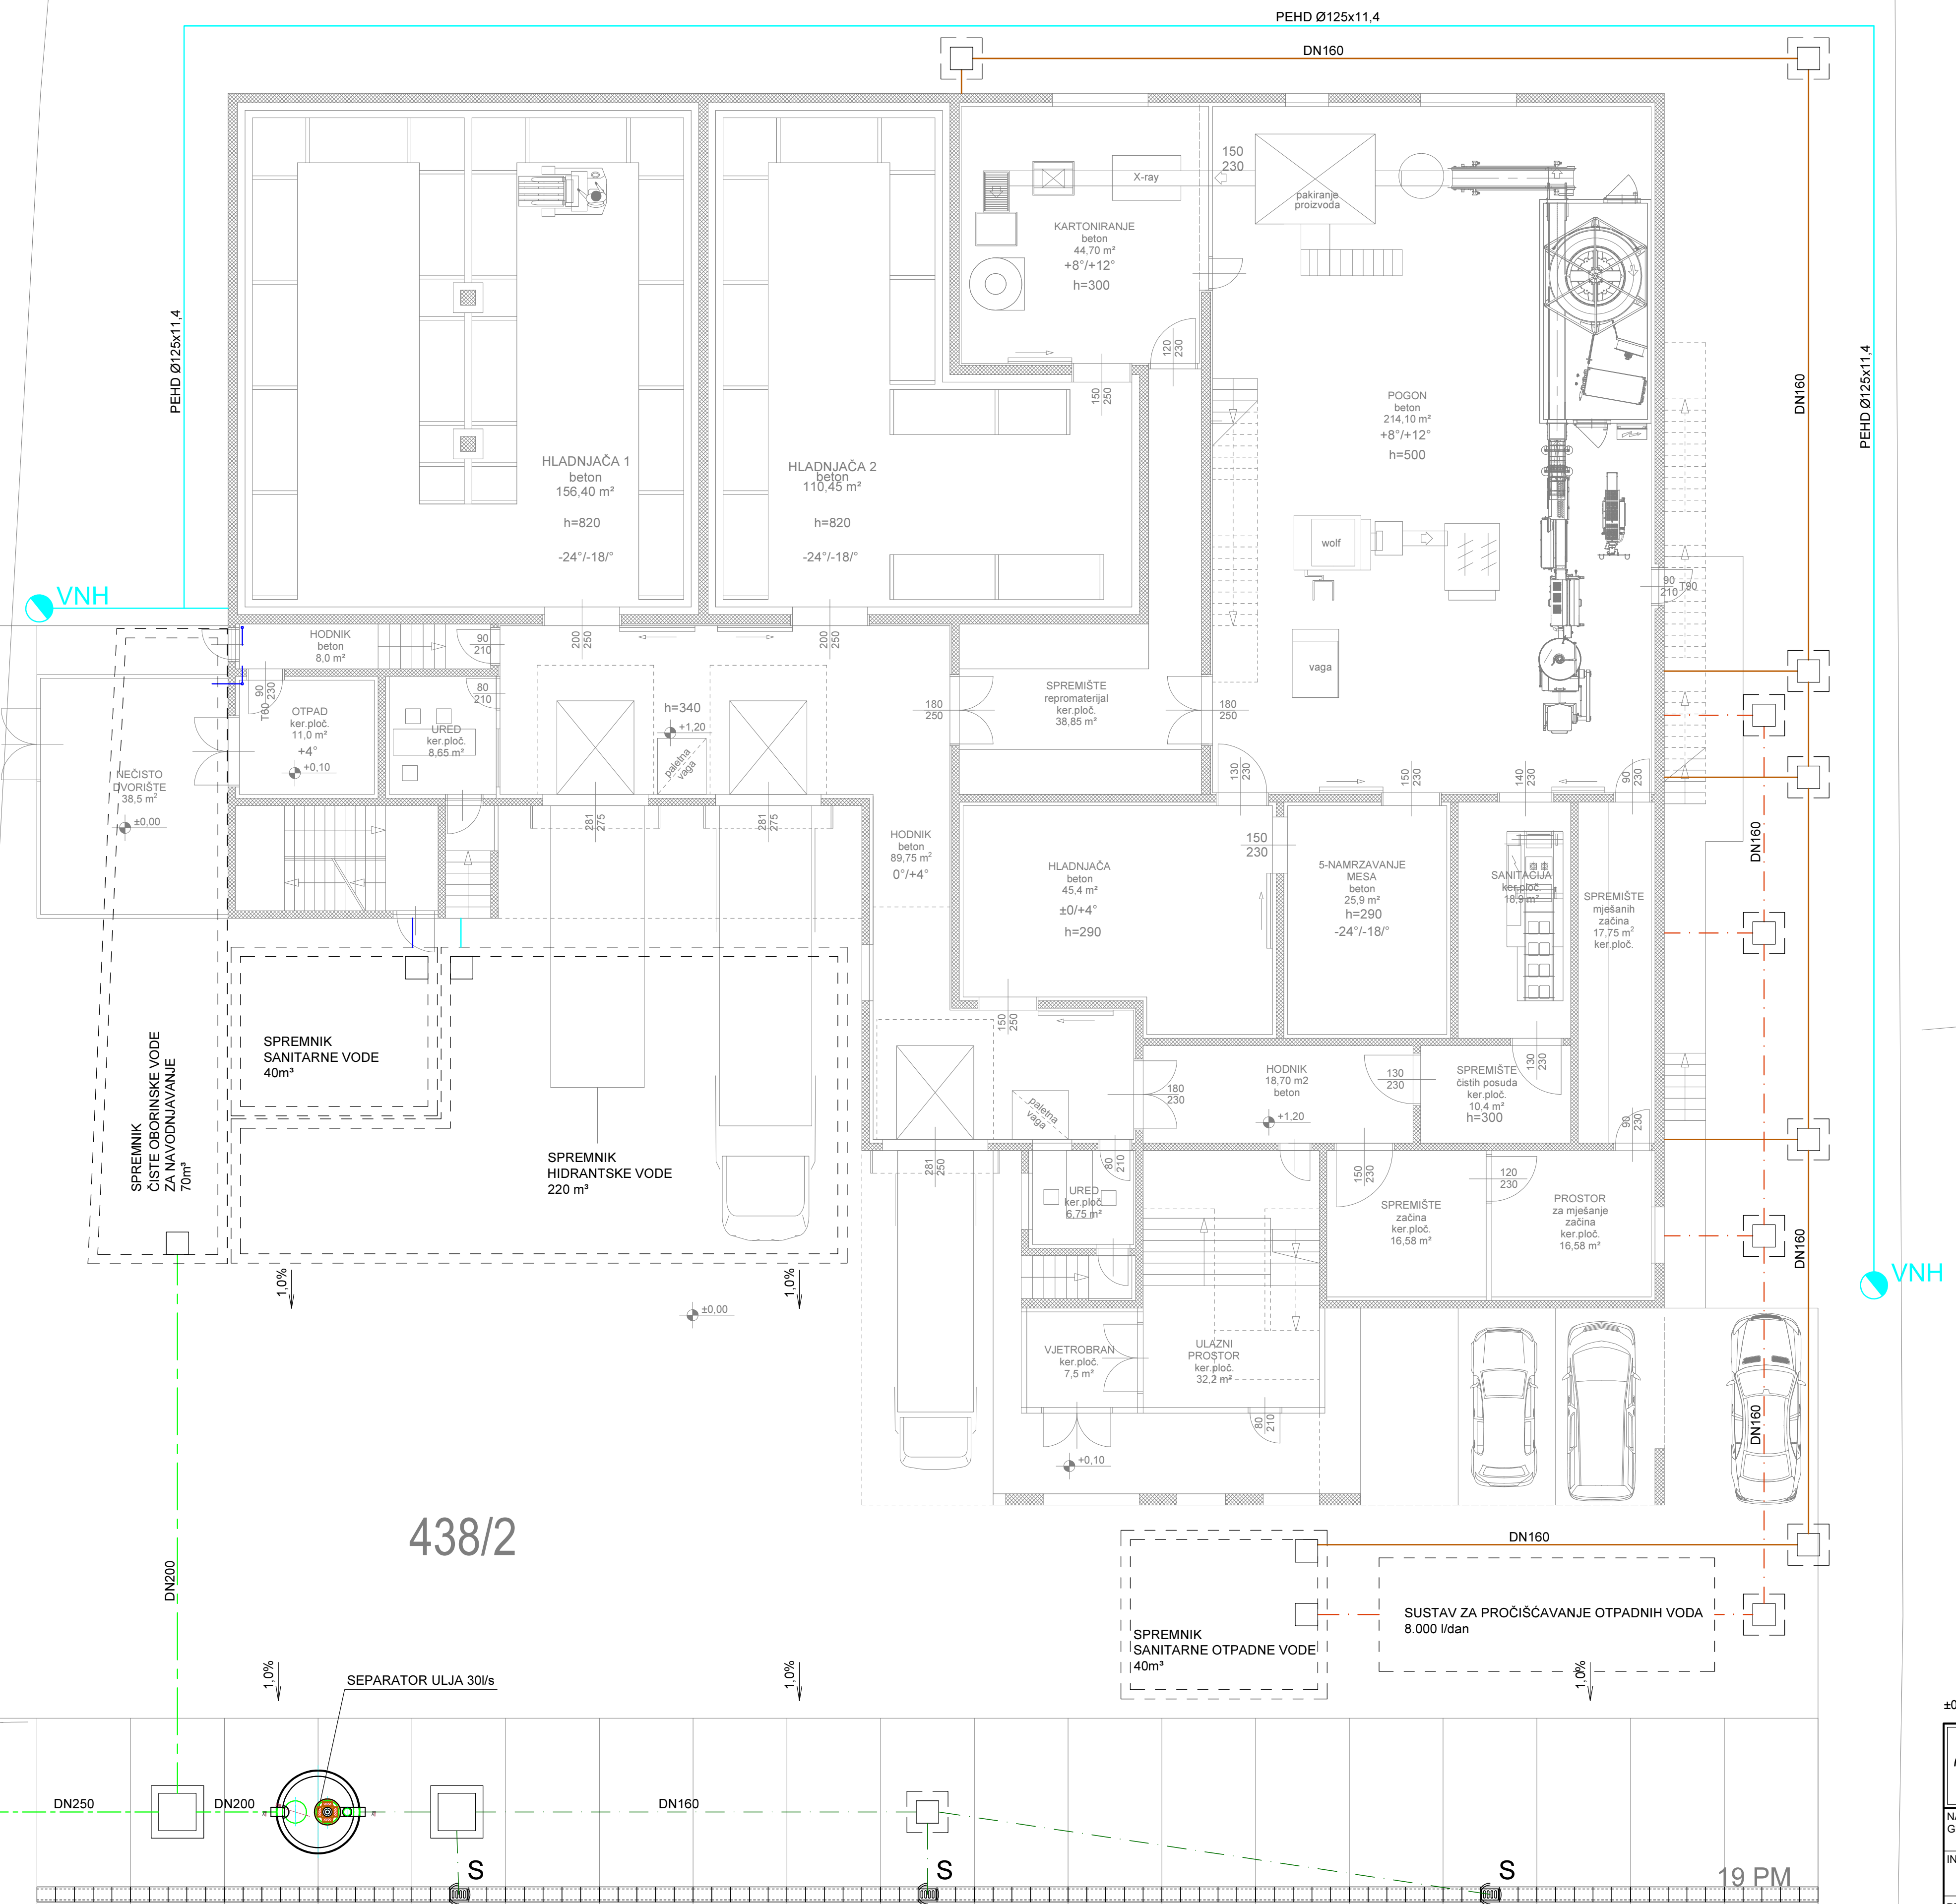 PEHD Ø125x11,4
DN160
PEHD Ø125x11,4
DN160
PEHD Ø125x11,4
X-ray
150
230
pakiranje
proizvoda
KARTONIRANJE
beton
44,70 m²
+8°/+12°
h=300
120
230
150
250
POGON
beton
214,10 m²
+8°/+12°
h=500
HLADNJAČA 1
beton
156,40 m²
h=820
-24°/-18/°
HLADNJAČA 2
beton
110,45 m²
h=820
-24°/-18/°
wolf
vaga
VNH
90
210
T90
HODNIK
beton
8,0 m²
90
210
200
250
200
250
90
230
T60
OTPAD
ker.ploč.
11,0 m²
+4°
+0,10
80
210
URED
ker.ploč.
8,65 m²
h=340
+1,20
paletna
vaga
180
250
SPREMIŠTE
repromaterijal
ker.ploč.
38,85 m²
180
250
NEČISTO
DVORIŠTE
38,5 m²
±0,00
281
275
281
275
130
230
150
230
140
230
90
230
HODNIK
beton
89,75 m²
0°/+4°
HLADNJAČA
beton
45,4 m²
±0/+4°
h=290
150
230
5-NAMRZAVANJE
MESA
beton
25,9 m²
h=290
-24°/-18/°
SANITACIJA
ker.ploč.
18,9 m²
SPREMIŠTE
mješanih
začina
17,75 m²
ker.ploč.
DN160
150
250
SPREMNIK
SANITARNE VODE
40m³
SPREMNIK
ČISTE OBORINSKE VODE
ZA NAVODNJAVANJE
70m³
SPREMNIK
HIDRANTSKE VODE
220 m³
paletna
vaga
180
230
HODNIK
18,70 m2
beton
+1,20
130
230
SPREMIŠTE
čistih posuda
ker.ploč.
10,4 m²
h=300
130
230
90
230
281
250
80
210
URED
ker.ploč.
6,75 m²
150
230
SPREMIŠTE
začina
ker.ploč.
16,58 m²
120
230
PROSTOR
za mješanje
začina
ker.ploč.
16,58 m²
DN160
VNH
1,0%
1,0%
±0,00
VJETROBRAN
ker.ploč.
7,5 m²
ULAZNI
PROSTOR
ker.ploč.
32,2 m²
80
210
+0,10
DN160
438/2
DN200
DN160
SUSTAV ZA PROČIŠĆAVANJE OTPADNIH VODA
8.000 l/dan
SPREMNIK
SANITARNE OTPADNE VODE
40m³
1,0%
1,0%
1,0%
SEPARATOR ULJA 30l/s
DN250
DN200
DN160
S
S
S
19 PM
±0